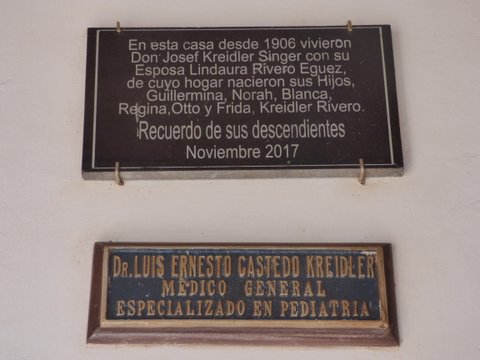 En esta casa desde 1906 vivieron
Don Josef Kreidler Singer con su
Esposa Lindaura Rivero Eguez,
de cuyo hogar nacieron sus Hijos,
Guillermina, Norah, Blanca,
Regina,Otto y Frida, Kreidler Rivero.
Recuerdo de sus descendientes
Noviembre 2017
DR. LUIS ERNESTO CASTEDO KREIDLER
MÉDICO GENERAL
ESPECIALIZADO EN PEDIATRIA